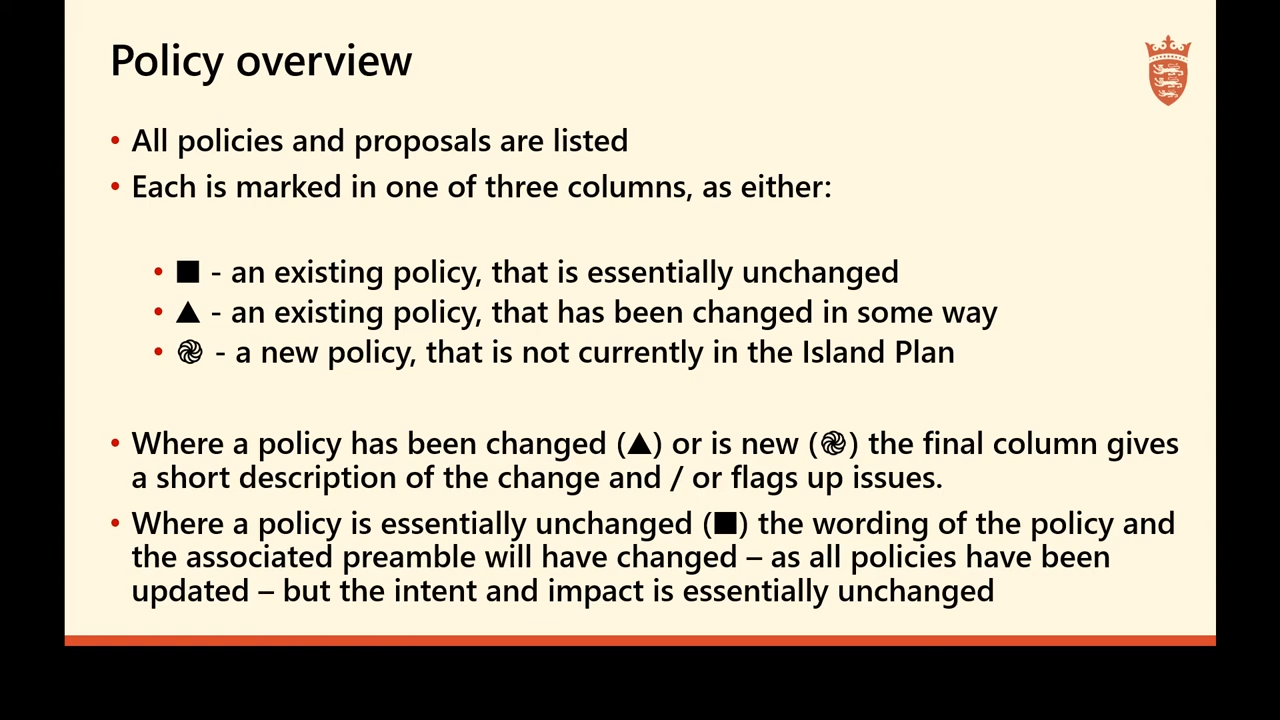 Policy overview
• All policies and proposals are listed
• Each is marked in one of three columns, as either:
• ■ - an existing policy, that is essentially unchanged
• ▲ - an existing policy, that has been changed in some way
• ֎ - a new policy, that is not currently in the Island Plan
• Where a policy has been changed (▲) or is new (֎) the final column gives
a short description of the change and / or flags up issues.
• Where a policy is essentially unchanged (■) the wording of the policy and
the associated preamble will have changed – as all policies have been
updated – but the intent and impact is essentially unchanged